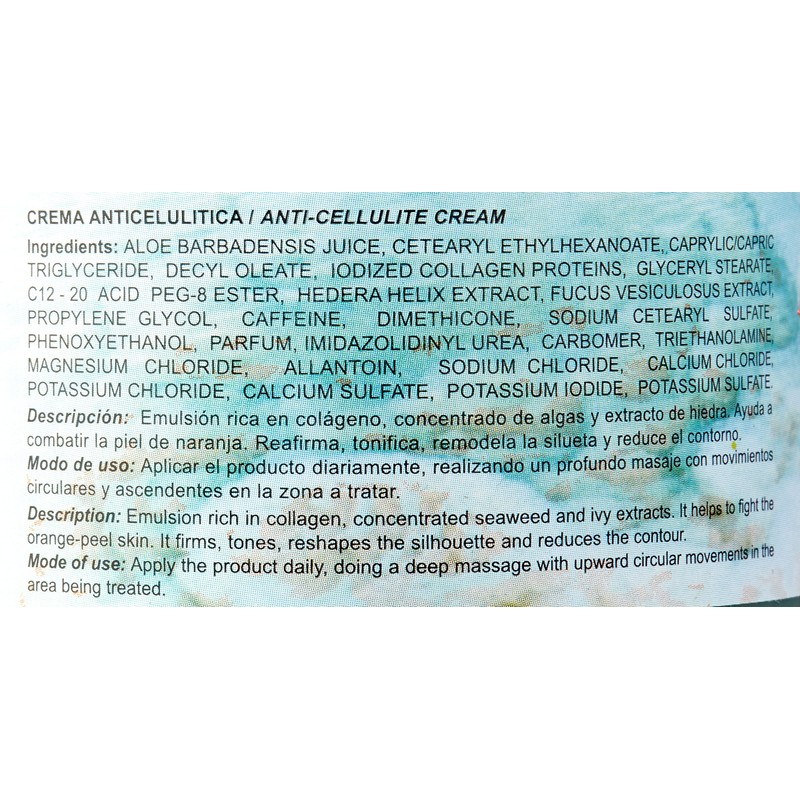 CREMA ANTICELULITICA / ANTI-CELLULITE CREAM
Ingredients: ALOE BARBADENSIS JUICE, CETEARYL ETHYLHEXANOATE, CAPRYLIC/CAPRIC
TRIGLYCERIDE, DECYL OLEATE, IODIZED COLLAGEN PROTEINS, GLYCERYL STEARATE,
C12 - 20 ACID PEG-8 ESTER, HEDERA HELIX EXTRACT, FUCUS VESICULOSUS EXTRACT,
PROPYLENE GLYCOL, CAFFEINE, DIMETHICONE, SODIUM CETEARYL SULFATE,
PHENOXYETHANOL, PARFUM, IMIDAZOLIDINYL UREA, CARBOMER, TRIETHANOLAMINE,
MAGNESIUM CHLORIDE, ALLANTOIN, SODIUM CHLORIDE, CALCIUM CHLORIDE,
POTASSIUM CHLORIDE, CALCIUM SULFATE, POTASSIUM IODIDE, POTASSIUM SULFATE.
Descripción: Emulsión rica en colágeno, concentrado de algas y extracto de hiedra. Ayuda a
combatir la piel de naranja. Reafirma, tonifica, remodela la silueta y reduce el contorno.
Modo de uso: Aplicar el producto diariamente, realizando un profundo masaje con movimientos
circulares y ascendentes en la zona a tratar.
Description: Emulsion rich in collagen, concentrated seaweed and ivy extracts. It helps to fight the
orange-peel skin. It firms, tones, reshapes the silhouette and reduces the contour.
Mode of use: Apply the product daily, doing a deep massage with upward circular movements in the
area being treated.